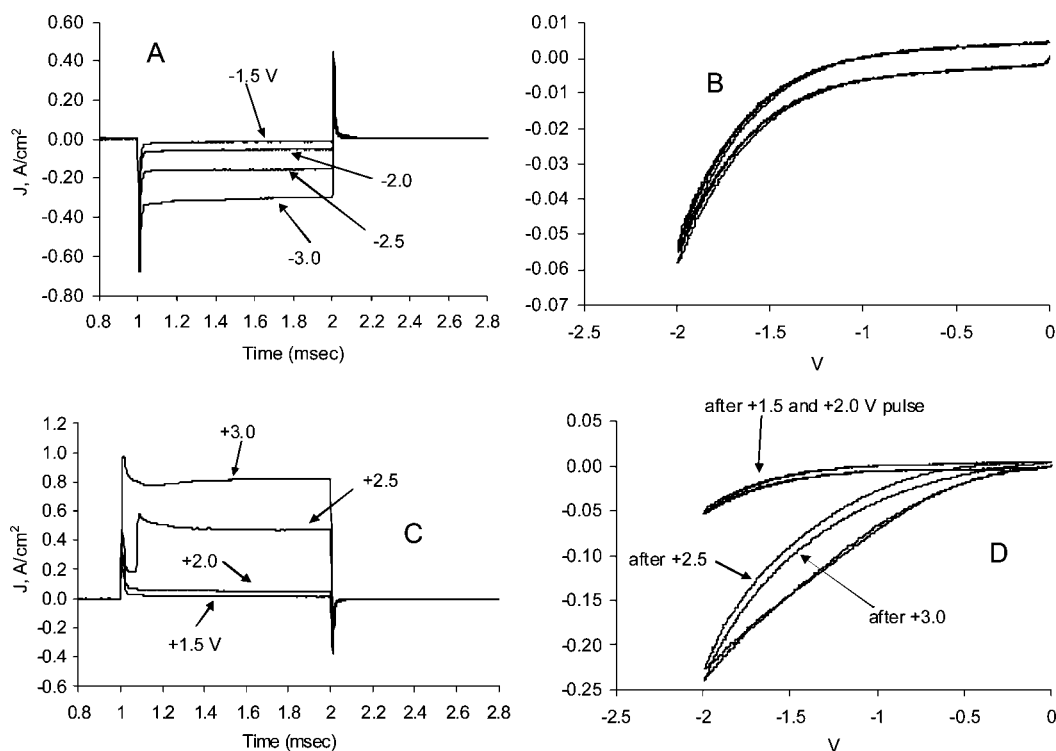 0.60
0.40
0.20
0.00
-0.20
-0.40
-0.60
-0.80
J, A/cm²
A
-1.5 V
-2.0
-2.5
-3.0
0.8 1 1.2 1.4 1.6 1.8 2 2.2 2.4 2.6 2.8
Time (msec)
0.01
0.00
-0.01
-0.02
-0.03
-0.04
-0.05
-0.06
-0.07
B
-2.5 -2 -1.5 -1 -0.5 0
V
1.4
1.2
1.0
0.8
0.6
0.4
0.2
0.0
-0.2
-0.4
-0.6
J, A/cm²
+3.0
+2.5
C
+2.0
+1.5 V
0.8 1 1.2 1.4 1.6 1.8 2 2.2 2.4 2.6 2.8
Time (msec)
after +1.5 and +2.0 V pulse
0.05
0.00
-0.05
-0.10
-0.15
-0.20
-0.25
after +2.5
D
after +3.0
-2.5 -2 -1.5 -1 -0.5 0
V